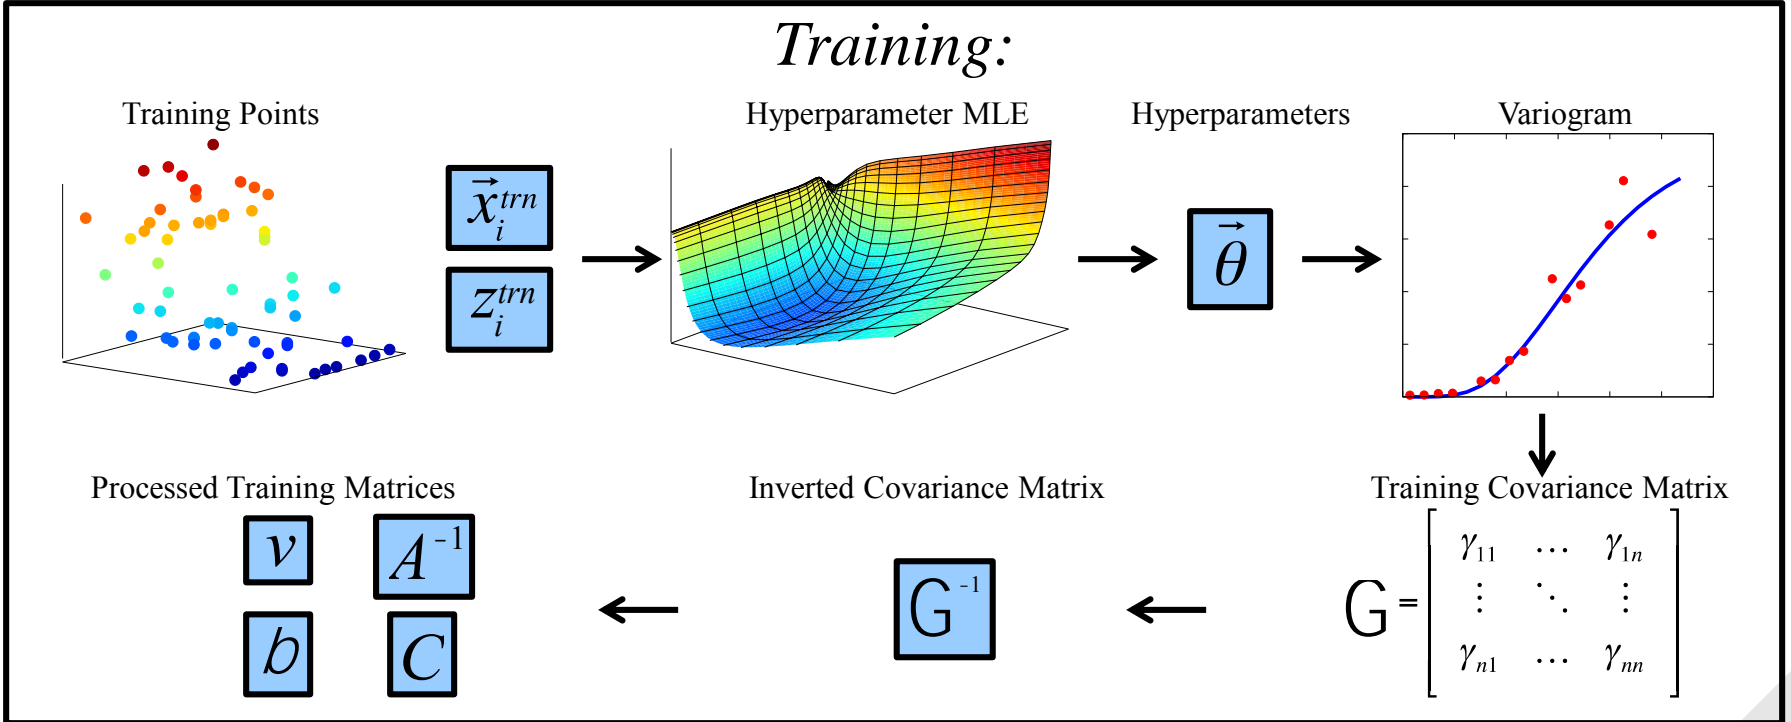 Training:
Training Points
Hyperparameter MLE
Hyperparameters
Variogram
x⃗ᵢᵗʳⁿ
zᵢᵗʳⁿ
θ⃗
Processed Training Matrices
Inverted Covariance Matrix
Training Covariance Matrix
v
A⁻¹
b
C
G⁻¹
G =
γ₁₁ … γ₁ₙ
⋮ ⋱ ⋮
γₙ₁ … γₙₙ